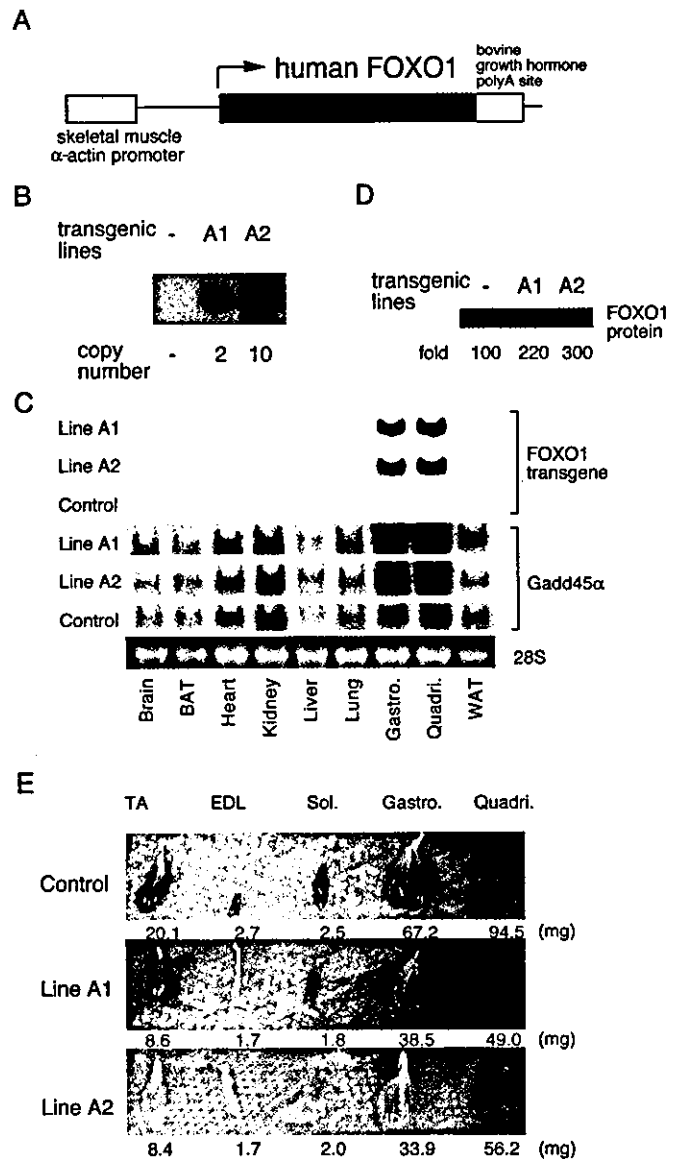 A
human FOXO1
bovine
growth hormone
polyA site
skeletal muscle
α-actin promoter
B
transgenic
lines
- A1 A2
copy
number
- 2 10
D
transgenic
lines
- A1 A2
FOXO1
protein
fold 100 220 300
C
Line A1
Line A2
Control
FOXO1
transgene
Line A1
Line A2
Control
Gadd45α
28S
Brain
BAT
Heart
Kidney
Liver
Lung
Gastro.
Quadri.
WAT
E
TA EDL Sol. Gastro. Quadri.
Control
20.1 2.7 2.5 67.2 94.5 (mg)
Line A1
8.6 1.7 1.8 38.5 49.0 (mg)
Line A2
8.4 1.7 2.0 33.9 56.2 (mg)